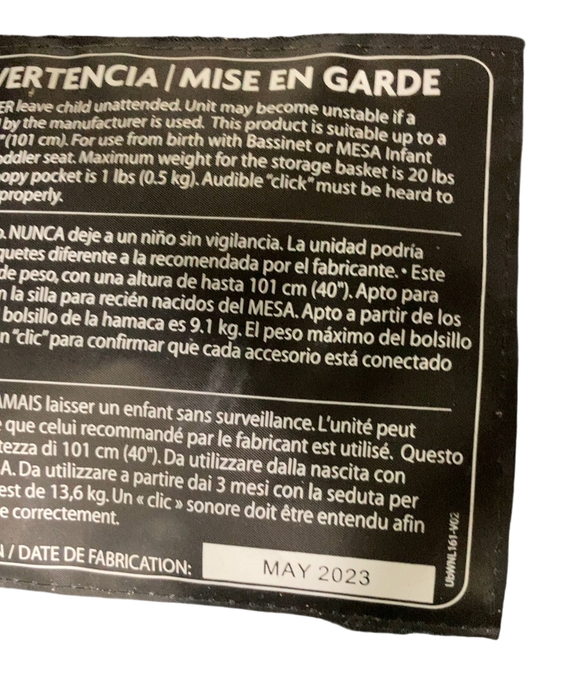 VERTENCIA / MISE EN GARDE
ER leave child unattended. Unit may become unstable if a
by the manufacturer is used. This product is suitable up to a
"(101 cm). For use from birth with Bassinet or MESA Infant
oddler seat. Maximum weight for the storage basket is 20 lbs
opy pocket is 1 lbs (0.5 kg). Audible "click" must be heard to
properly.
. NUNCA deje a un niño sin vigilancia. La unidad podría
quetes diferente a la recomendada por el fabricante. • Este
de peso, con una altura de hasta 101 cm (40"). Apto para
n la silla para recién nacidos del MESA. Apto a partir de los
bolsillo de la hamaca es 9.1 kg. El peso máximo del bolsillo
n "clic" para confirmar que cada accesorio está conectado
AMAIS laisser un enfant sans surveillance. L'unité peut
que celui recommandé par le fabricant est utilisé. Questo
tezza di 101 cm (40"). Da utilizzare dalla nascita con
A. Da utilizzare a partire dai 3 mesi con la seduta per
est de 13,6 kg. Un « clic » sonore doit être entendu afin
e correctement.
N / DATE DE FABRICATION: MAY 2023
UbWNL161-V02